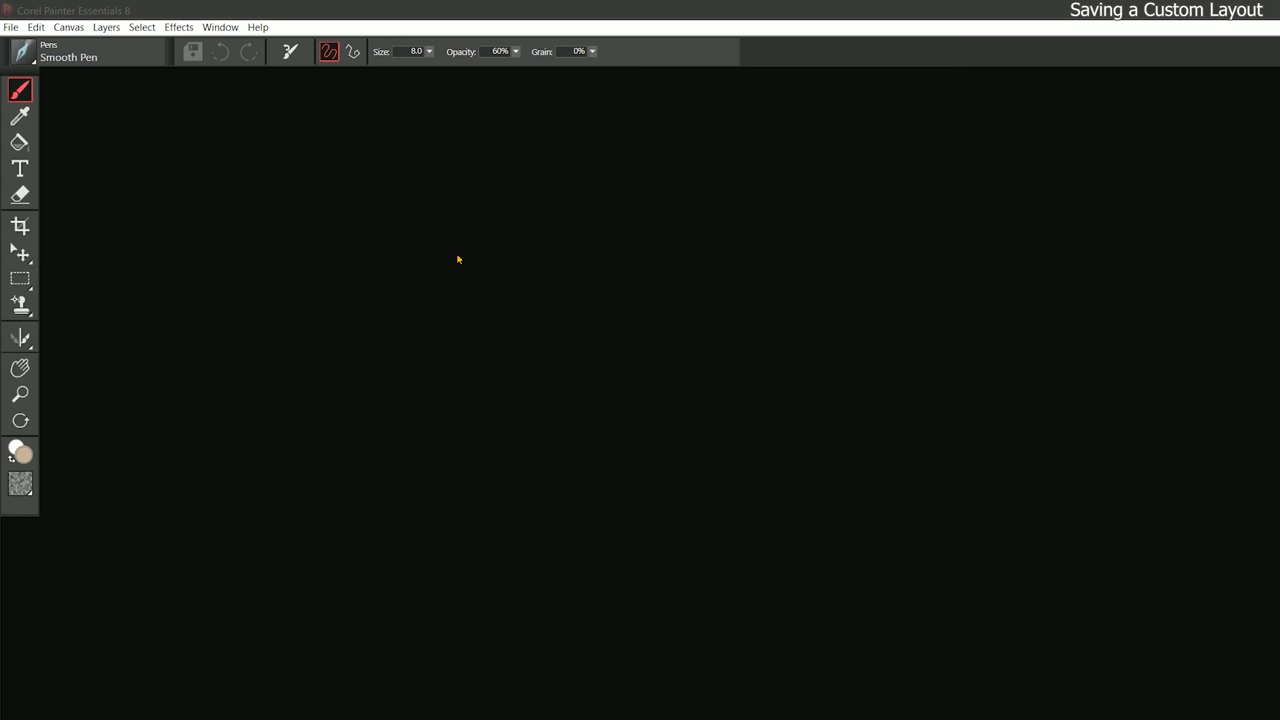 Corel Painter Essentials 8
Saving a Custom Layout
File Edit Canvas Layers Select Effects Window Help
Pens
Smooth Pen
Size: 8.0 Opacity: 60% Grain: 0%